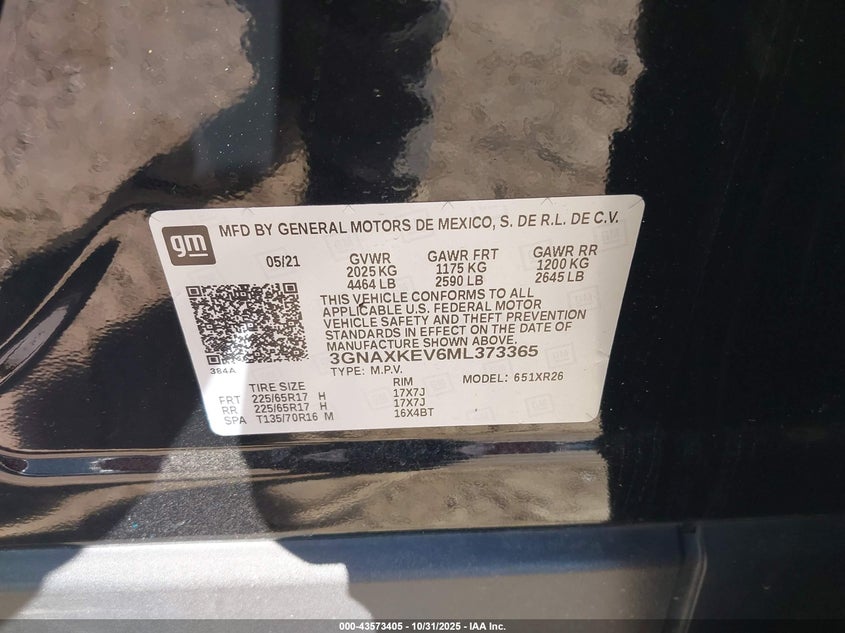 gm
MFD BY GENERAL MOTORS DE MEXICO, S. DE R.L. DE C.V.
05/21 GVWR GAWR FRT GAWR RR
2025 KG 1175 KG 1200 KG
4464 LB 2590 LB 2645 LB
THIS VEHICLE CONFORMS TO ALL
APPLICABLE U.S. FEDERAL MOTOR
VEHICLE SAFETY AND THEFT PREVENTION
STANDARDS IN EFFECT ON THE DATE OF
MANUFACTURE SHOWN ABOVE.
3GNAXKEV6ML373365
384A
TYPE: M.P.V. MODEL: 651XR26
TIRE SIZE RIM
FRT 225/65R17 H 17X7J
RR 225/65R17 H 17X7J
SPA T135/70R16 M 16X4BT
000-43573405 - 10/31/2025 - IAA Inc.